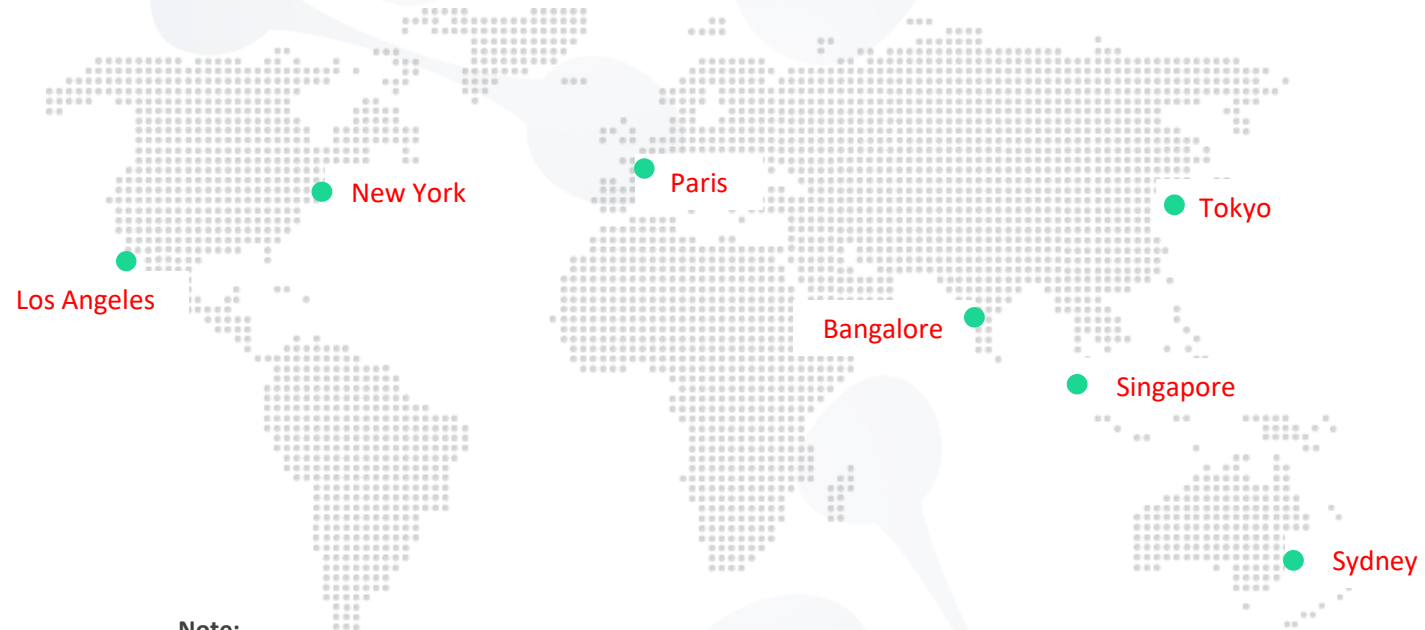 Paris
New York
Tokyo
Los Angeles
Bangalore
Singapore
Sydney
Note: